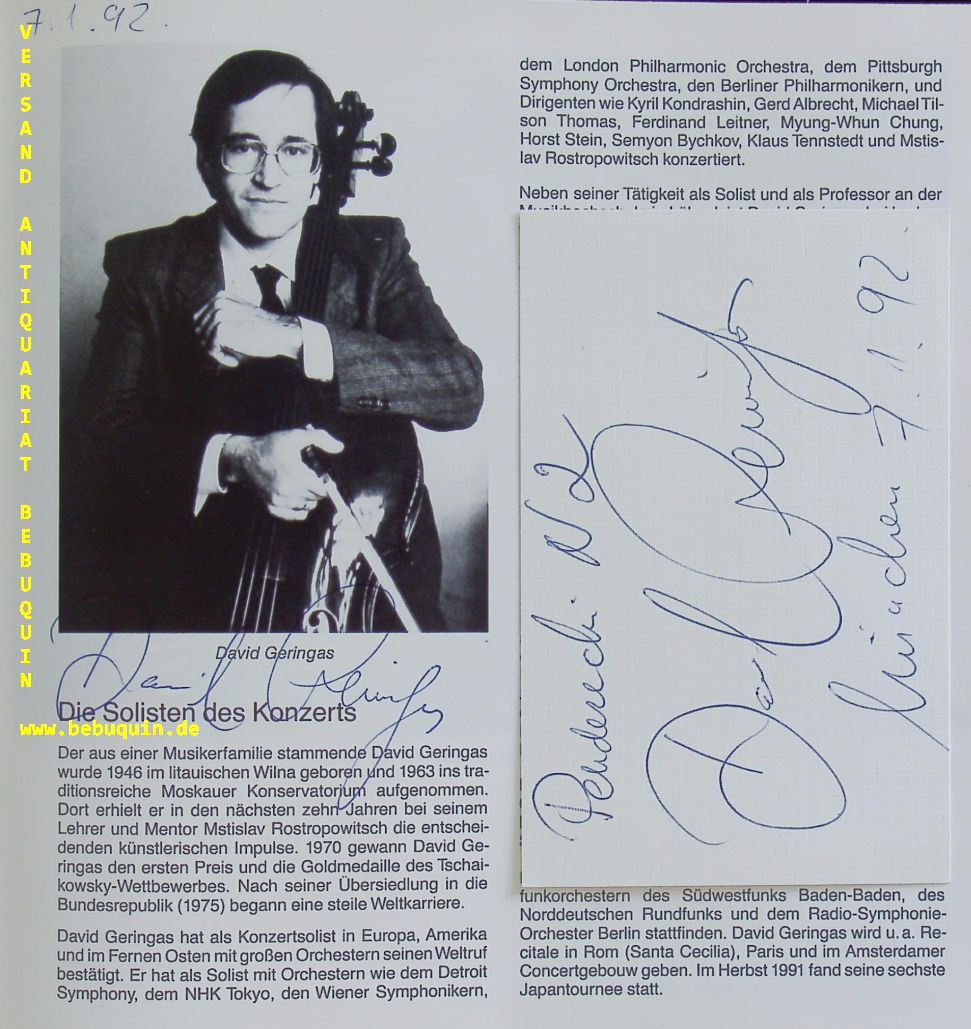 7.1.92.
VERSAND ANTIQUARIAT BEBUQUIN
www.bebuquin.de
David Geringas
David Geringas
Die Solisten des Konzerts
Der aus einer Musikerfamilie stammende David Geringas
wurde 1946 im litauischen Wilna geboren und 1963 ins tra-
ditionsreiche Moskauer Konservatorium aufgenommen.
Dort erhielt er in den nächsten zehn Jahren bei seinem
Lehrer und Mentor Mstislav Rostropowitsch die entschei-
denden künstlerischen Impulse. 1970 gewann David Ge-
ringas den ersten Preis und die Goldmedaille des Tschai-
kowsky-Wettbewerbes. Nach seiner Übersiedlung in die
Bundesrepublik (1975) begann eine steile Weltkarriere.
David Geringas hat als Konzertsolist in Europa, Amerika
und im Fernen Osten mit großen Orchestern seinen Weltruf
bestätigt. Er hat als Solist mit Orchestern wie dem Detroit
Symphony, dem NHK Tokyo, den Wiener Symphonikern,
dem London Philharmonic Orchestra, dem Pittsburgh
Symphony Orchestra, den Berliner Philharmonikern, und
Dirigenten wie Kyril Kondrashin, Gerd Albrecht, Michael Til-
son Thomas, Ferdinand Leitner, Myung-Whun Chung,
Horst Stein, Semyon Bychkov, Klaus Tennstedt und Mstis-
lav Rostropowitsch konzertiert.
Neben seiner Tätigkeit als Solist und als Professor an der
Penderecki N2
David Geringas
München 7.1.92.
funkorchestern des Südwestfunks Baden-Baden, des
Norddeutschen Rundfunks und dem Radio-Symphonie-
Orchester Berlin stattfinden. David Geringas wird u. a. Re-
citale in Rom (Santa Cecilia), Paris und im Amsterdamer
Concertgebouw geben. Im Herbst 1991 fand seine sechste
Japantournee statt.